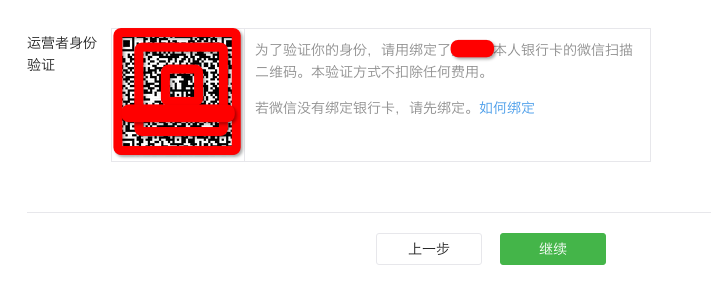 运营者身份
验证
为了验证你的身份，请用绑定了 本人银行卡的微信扫描
二维码。本验证方式不扣除任何费用。
若微信没有绑定银行卡，请先绑定。如何绑定
上一步
继续